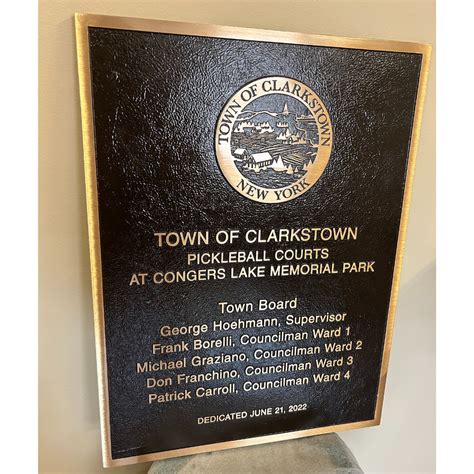 TOWN OF CLARKSTOWN
NEW YORK
TOWN OF CLARKSTOWN
PICKLEBALL COURTS
AT CONGERS LAKE MEMORIAL PARK
Town Board
George Hoehmann, Supervisor
Frank Borelli, Councilman Ward 1
Michael Graziano, Councilman Ward 2
Don Franchino, Councilman Ward 3
Patrick Carroll, Councilman Ward 4
DEDICATED JUNE 21, 2022